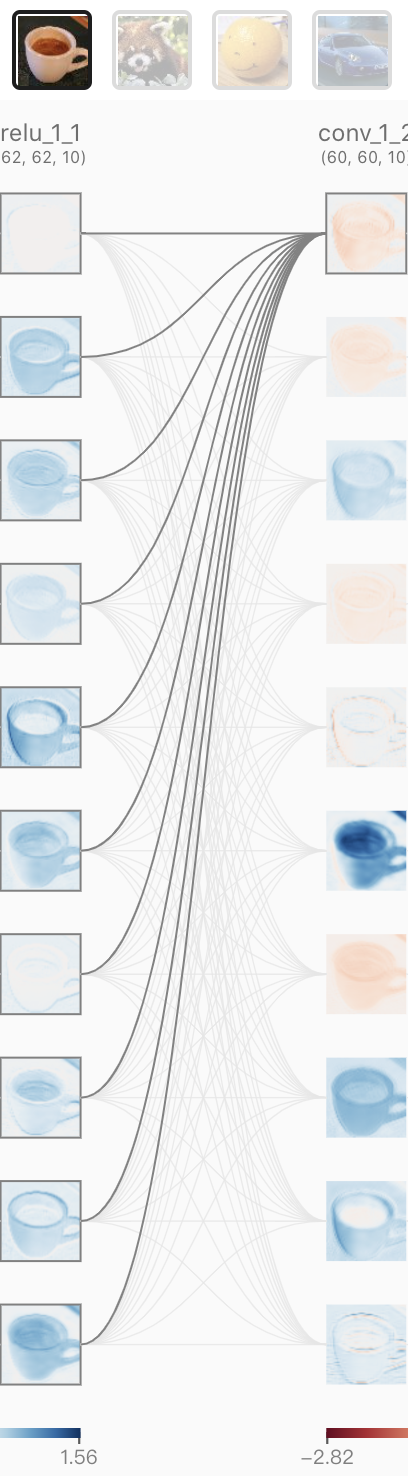 relu_1_1
conv_1_2
62, 62, 10)
(60, 60, 10)
1.56
−2.82